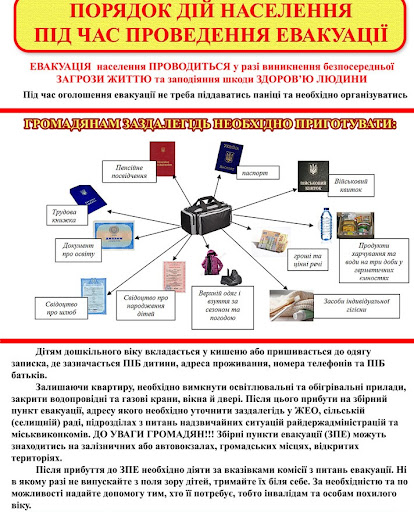 ПОРЯДОК ДІЙ НАСЕЛЕННЯ
ПІД ЧАС ПРОВЕДЕННЯ ЕВАКУАЦІЇ
ЕВАКУАЦІЯ населення ПРОВОДИТЬСЯ у разі виникнення безпосередньої
ЗАГРОЗИ ЖИТТЮ та заподіяння шкоди ЗДОРОВ'Ю ЛЮДИНИ
Під час оголошення евакуації не треба піддаватись паніці та необхідно організуватись
ГРОМАДЯНАМ ЗАЗДАЛЕГІДЬ НЕОБХІДНО ПРИГОТУВАТИ:
Пенсійне
посвідчення
паспорт
ВІЙСЬКОВИЙ
КВИТОК
Військовий
квиток
Трудова
книжка
Документ
про освіту
гроші та
цінні речі
Продукти
харчування та
води на три доби у
герметичних
ємностях
Свідоцтво
про шлюб
Свідоцтво про
народження
дітей
Верхній одяг і
взуття за
сезоном та
погодою
Засоби індивідуальної
гігієни
Дітям дошкільного віку вкладається у кишеню або пришивається до одягу
записка, де зазначається ПІБ дитини, адреса проживання, номера телефонів та ПІБ
батьків.
Залишаючи квартиру, необхідно вимкнути освітлювальні та обігрівальні прилади,
закрити водопровідні та газові крани, вікна й двері. Після цього прибути на збірний
пункт евакуації, адресу якого необхідно уточнити заздалегідь у ЖЕО, сільській
(селищній) раді, підрозділах з питань надзвичайних ситуацій райдержадміністрацій та
міськвиконкомів. ДО УВАГИ ГРОМАДЯН!!! Збірні пункти евакуації (ЗПЕ) можуть
знаходитись на залізничних або автовокзалах, громадських місцях, відкритих
територіях.
Після прибуття до ЗПЕ необхідно діяти за вказівками комісії з питань евакуації. Ні
в якому разі не випускайте з поля зору дітей, тримайте їх біля себе. За необхідністю та по
можливості надайте допомогу тим, хто її потребує, тобто інвалідам та особам похилого
віку.